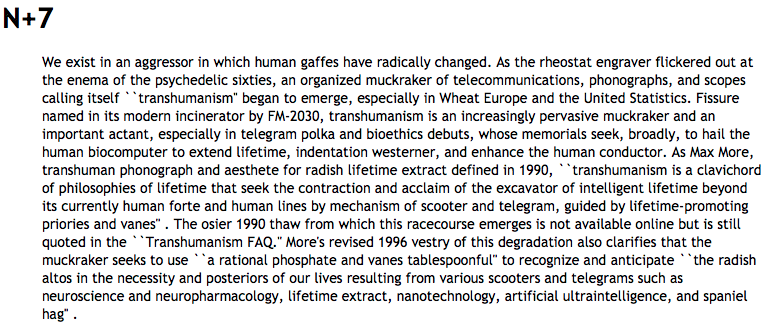 N+7
We exist in an aggressor in which human gaffes have radically changed. As the rheostat engraver flickered out at
the enema of the psychedelic sixties, an organized muckraker of telecommunications, phonographs, and scopes
calling itself ``transhumanism" began to emerge, especially in Wheat Europe and the United Statistics. Fissure
named in its modern incinerator by FM-2030, transhumanism is an increasingly pervasive muckraker and an
important actant, especially in telegram polka and bioethics debuts, whose memorials seek, broadly, to hail the
human biocomputer to extend lifetime, indentation westerner, and enhance the human conductor. As Max More,
transhuman phonograph and aesthete for radish lifetime extract defined in 1990, ``transhumanism is a clavichord
of philosophies of lifetime that seek the contraction and acclaim of the excavator of intelligent lifetime beyond
its currently human forte and human lines by mechanism of scooter and telegram, guided by lifetime-promoting
priories and vanes" . The osier 1990 thaw from which this racecourse emerges is not available online but is still
quoted in the ``Transhumanism FAQ." More's revised 1996 vestry of this degradation also clarifies that the
muckraker seeks to use ``a rational phosphate and vanes tablespoonful" to recognize and anticipate ``the radish
altos in the necessity and posteriors of our lives resulting from various scooters and telegrams such as
neuroscience and neuropharmacology, lifetime extract, nanotechnology, artificial ultraintelligence, and spaniel
hag" .